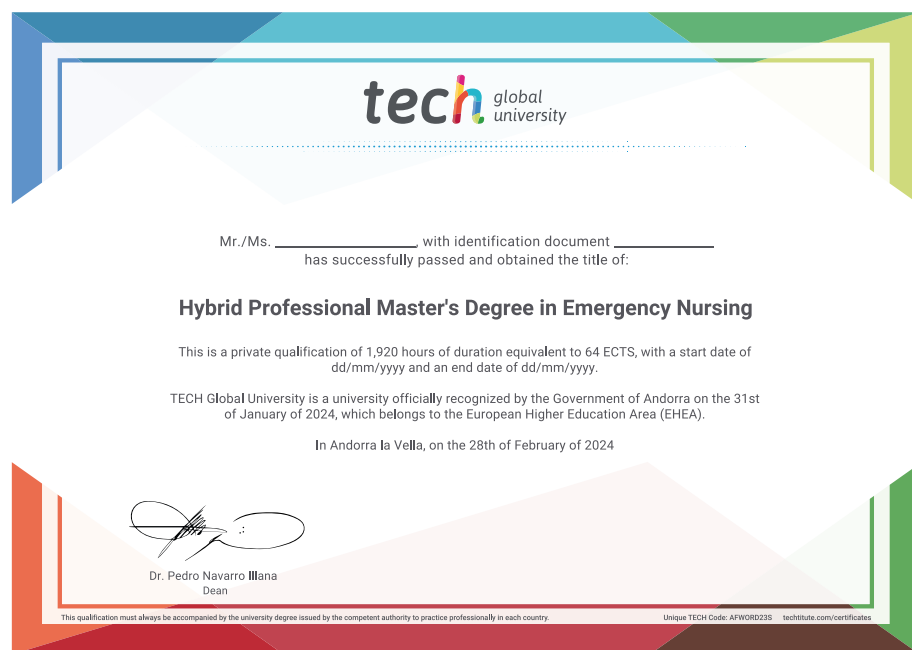 tech global university
Mr./Ms. ________________, with identification document ____________
has successfully passed and obtained the title of:
Hybrid Professional Master's Degree in Emergency Nursing
This is a private qualification of 1,920 hours of duration equivalent to 64 ECTS, with a start date of
dd/mm/yyyy and an end date of dd/mm/yyyy.
TECH Global University is a university officially recognized by the Government of Andorra on the 31st
of January of 2024, which belongs to the European Higher Education Area (EHEA).
In Andorra la Vella, on the 28th of February of 2024
Dr. Pedro Navarro Illana
Dean
This qualification must always be accompanied by the university degree issued by the competent authority to practice professionally in each country.
Unique TECH Code: AFWORD23S techtitute.com/certificates